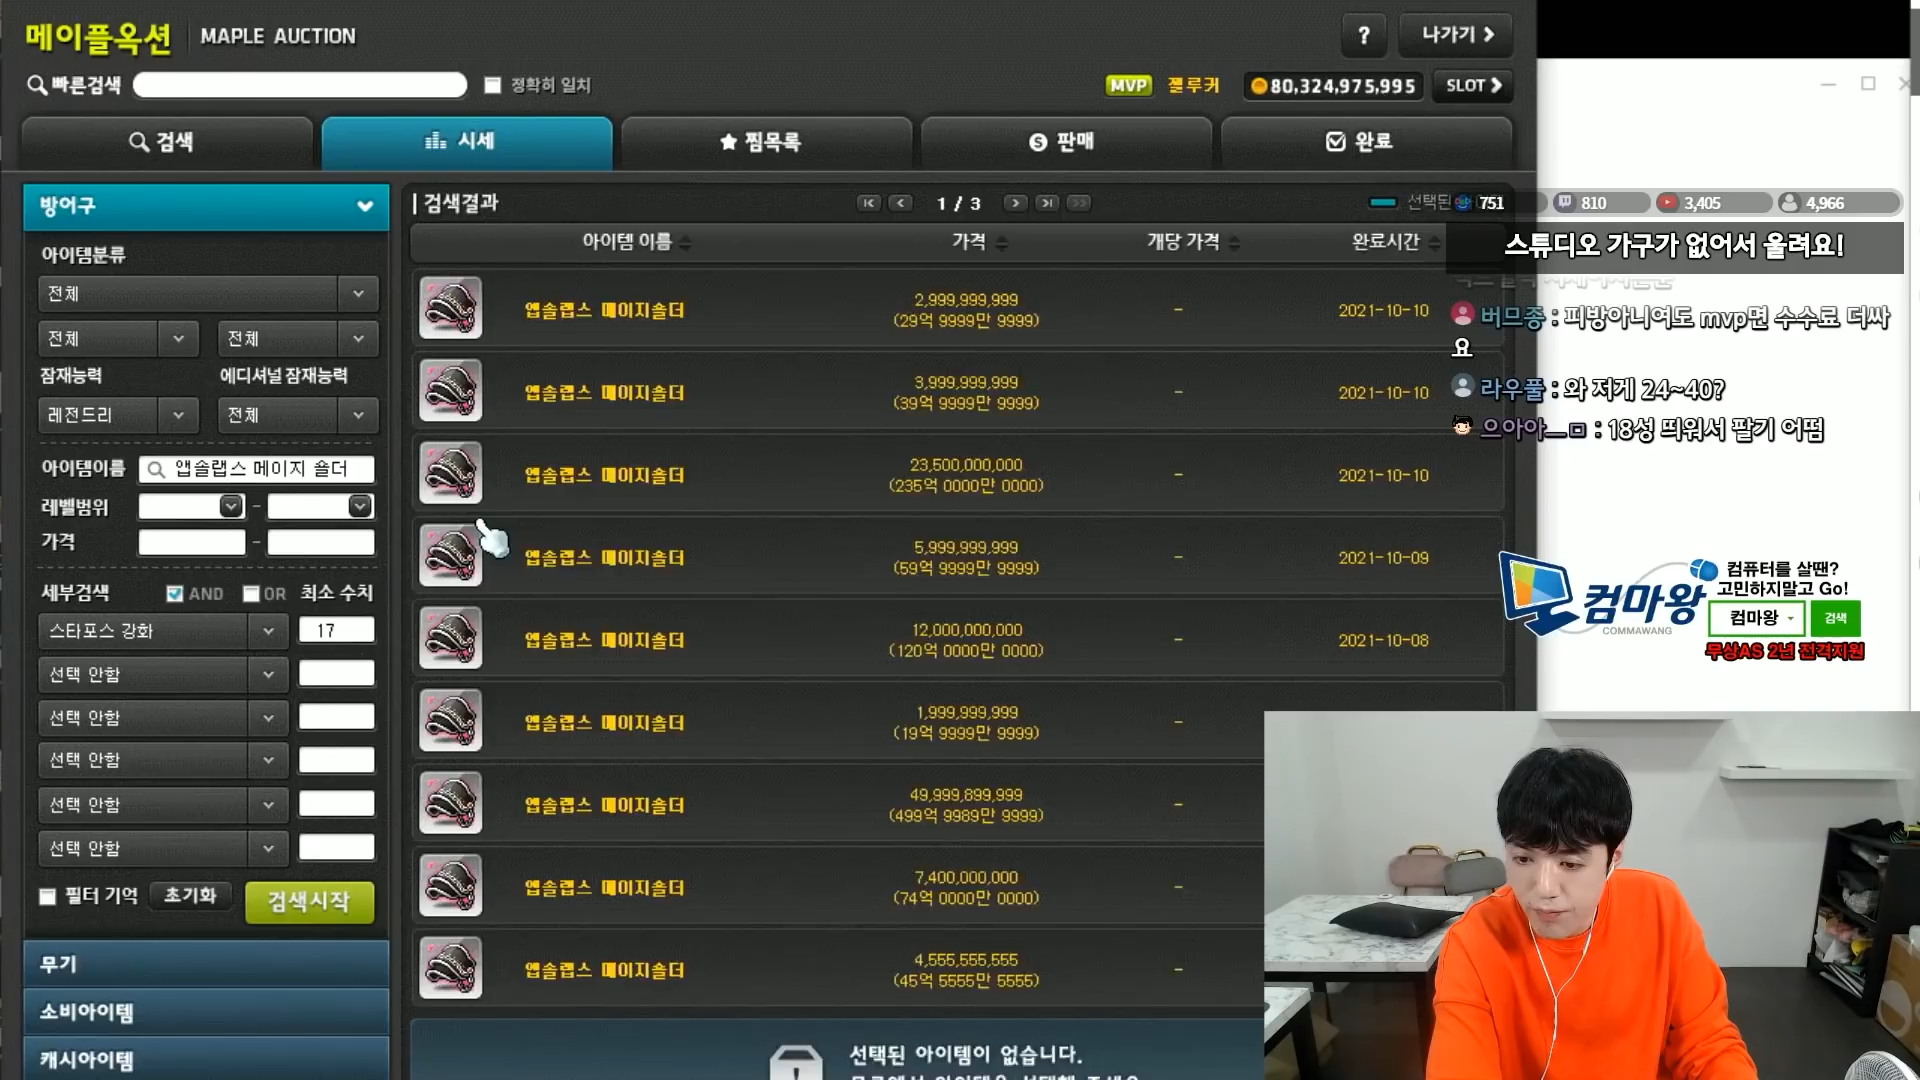 메이플옥션 MAPLE AUCTION
? 나가기
빠른검색 정확히 일치 MVP 젤루커 80,324,975,995 SLOT
검색 시세 찜목록 판매 완료
방어구
아이템분류
전체
전체 전체
잠재능력 에디셔널 잠재능력
레전드리 전체
아이템이름 앱솔랩스 메이지 숄더
레벨범위 -
가격 -
세부검색 AND OR 최소 수치
스타포스 강화 17
선택 안함
선택 안함
선택 안함
선택 안함
선택 안함
필터 기억 초기화 검색시작
무기
소비아이템
캐시아이템
검색결과 1 / 3 선택된
아이템 이름 가격 개당 가격 완료시간
앱솔랩스 메이지숄더 2,999,999,999 - 2021-10-10
(29억 9999만 9999)
앱솔랩스 메이지숄더 3,999,999,999 - 2021-10-10
(39억 9999만 9999)
앱솔랩스 메이지숄더 23,500,000,000 - 2021-10-10
(235억 0000만 0000)
앱솔랩스 메이지숄더 5,999,999,999 - 2021-10-09
(59억 9999만 9999)
앱솔랩스 메이지숄더 12,000,000,000 - 2021-10-08
(120억 0000만 0000)
앱솔랩스 메이지숄더 1,999,999,999 -
(19억 9999만 9999)
앱솔랩스 메이지숄더 49,999,899,999 -
(499억 9989만 9999)
앱솔랩스 메이지숄더 7,400,000,000 -
(74억 0000만 0000)
앱솔랩스 메이지숄더 4,555,555,555 -
(45억 5555만 5555)
선택된 아이템이 없습니다.
751 810 3,405 4,966
스튜디오 가구가 없어서 울려요!
버므종 : 피방아니여도 mvp면 수수료 더싸
요
라우풀 : 와 저게 24~40?
으아아ㅡㅁ : 18성 띄워서 팔기 어떰
컴마왕
COMMAWANG
컴퓨터를 살땐?
고민하지말고 Go!
컴마왕 검색
무상AS 2년 전격지원